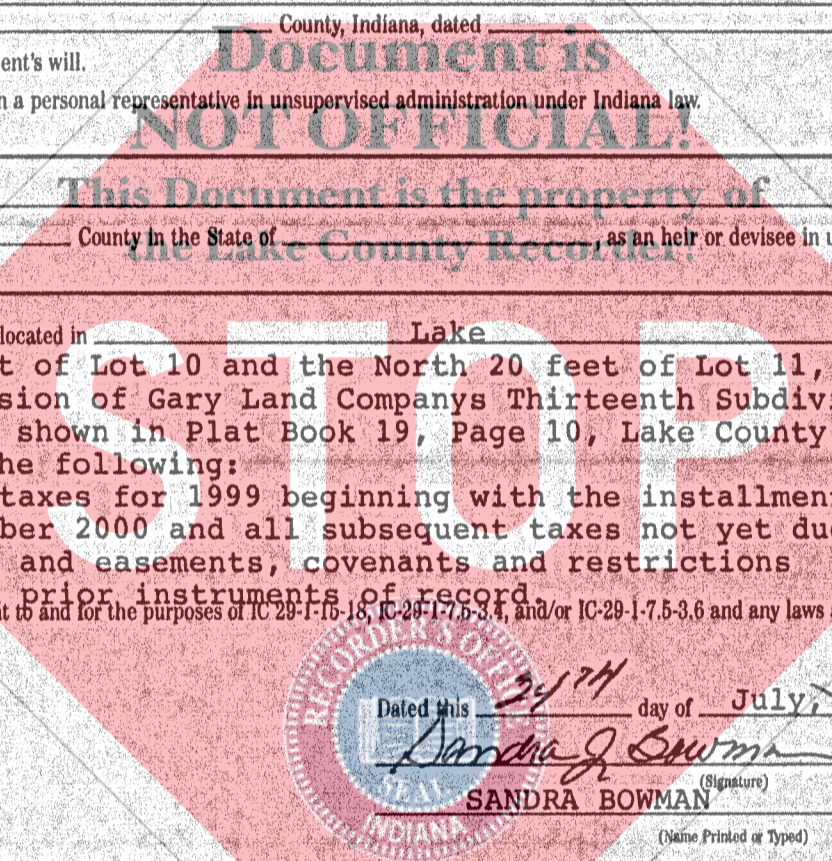 County, Indiana, dated
Document is
ent's will.
n a personal representative in unsupervised administration under Indiana law.
NOT OFFICIAL!
This Document is the property of
County in the State of , as an heir or devisee in u
the Lake County Recorder!
located in Lake
STOP
t of Lot 10 and the North 20 feet of Lot 11,
sion of Gary Land Companys Thirteenth Subdivi
shown in Plat Book 19, Page 10, Lake County
he following:
taxes for 1999 beginning with the installmen
ber 2000 and all subsequent taxes not yet du
and easements, covenants and restrictions
prior instruments of record.
t to and for the purposes of IC 29-1-15-18, IC-29-1-7.5-3.4, and/or IC-29-1-7.5-3.6 and any laws
RECORDER'S OFFICE
Dated this 24TH day of July,
Sandra J Bowman
(Signature)
SEAL
SANDRA BOWMAN
INDIANA
(Name Printed or Typed)